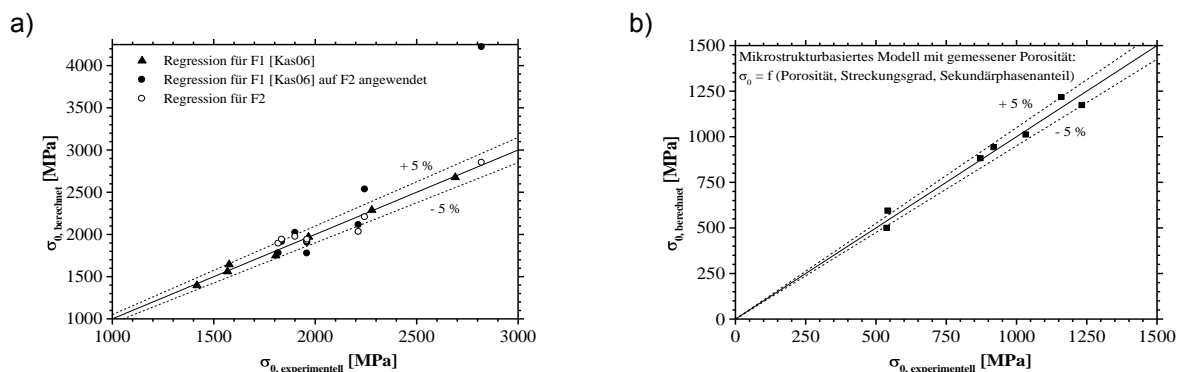 a)
4000
3500
3000
2500
2000
1500
1000
σ0, berechnet [MPa]
Regression für F1 [Kas06]
Regression für F1 [Kas06] auf F2 angewendet
Regression für F2
+ 5 %
- 5 %
1000 1500 2000 2500 3000
σ0, experimentell [MPa]
b)
1500
1250
1000
750
500
250
0
σ0, berechnet [MPa]
Mikrostrukturbasiertes Modell mit gemessener Porosität:
σ0 = f (Porosität, Streckungsgrad, Sekundärphasenanteil)
+ 5 %
- 5 %
0 250 500 750 1000 1250 1500
σ0, experimentell [MPa]